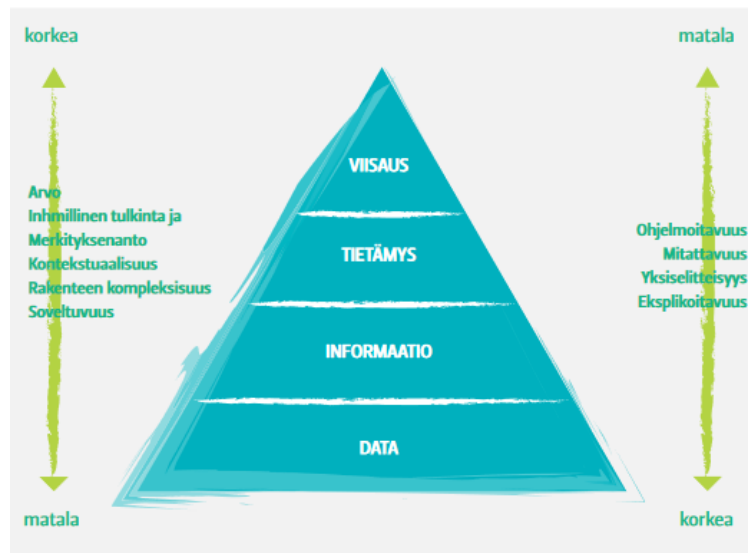 korkea
matala
VIISAUS
Arvo
Inhmillinen tulkinta ja
Merkityksenanto
Kontekstuaalisuus
Rakenteen kompleksisuus
Soveltuvuus
TIETÄMYS
Ohjelmoitavuus
Mitattavuus
Yksiselitteisyys
Eksplikoitavuus
INFORMAATIO
DATA
matala
korkea